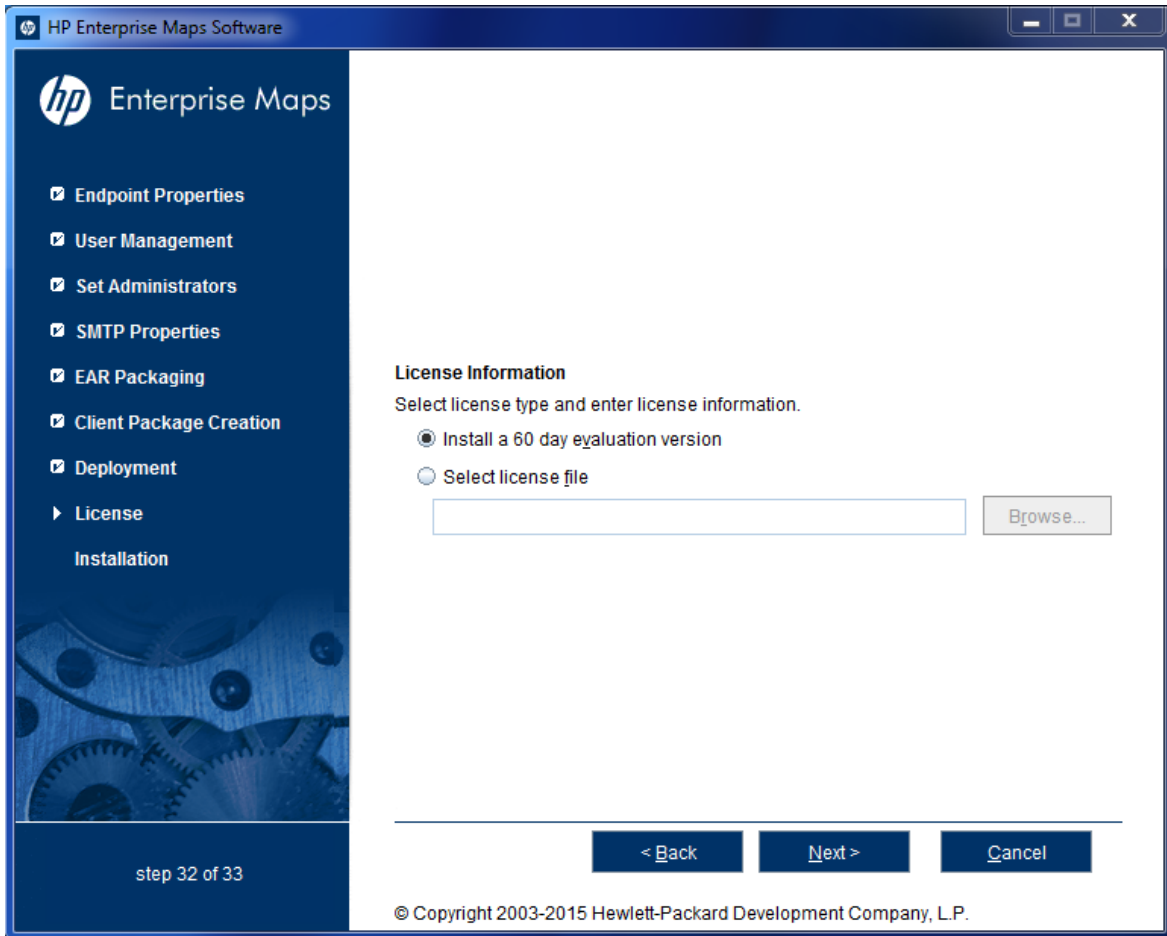 HP Enterprise Maps Software
hp Enterprise Maps
Endpoint Properties
User Management
Set Administrators
SMTP Properties
EAR Packaging
Client Package Creation
Deployment
License
Installation
step 32 of 33
License Information
Select license type and enter license information.
Install a 60 day evaluation version
Select license file
Browse...
< Back Next > Cancel
© Copyright 2003-2015 Hewlett-Packard Development Company, L.P.